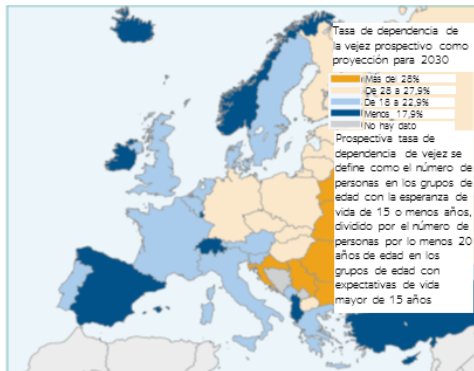 Tasa de dependencia de
la vejez prospectivo como
proyección para 2030
Más del 28%
De 28 a 27,9%
De 18 a 22,9%
Menos 17,9%
No hay dato
Prospectiva tasa de
dependencia de vejez se
define como el número de
personas en los grupos de
edad con la esperanza de
vida de 15 o menos años,
dividido por el número de
personas por lo menos 20
años de edad en los
grupos de edad con
expectativas de vida
mayor de 15 años